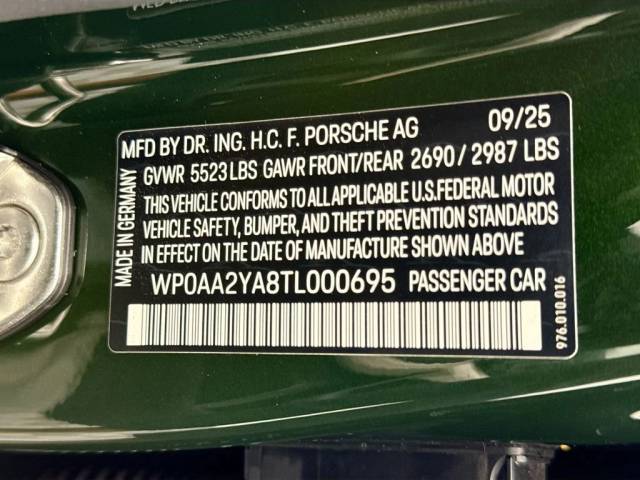 MFD BY DR. ING. H.C. F. PORSCHE AG 09/25
GVWR 5523 LBS GAWR FRONT/REAR 2690 / 2987 LBS
THIS VEHICLE CONFORMS TO ALL APPLICABLE U.S.FEDERAL MOTOR
VEHICLE SAFETY, BUMPER, AND THEFT PREVENTION STANDARDS
IN EFFECT ON THE DATE OF MANUFACTURE SHOWN ABOVE
WP0AA2YA8TL000695 PASSENGER CAR
MADE IN GERMANY
976.010.016